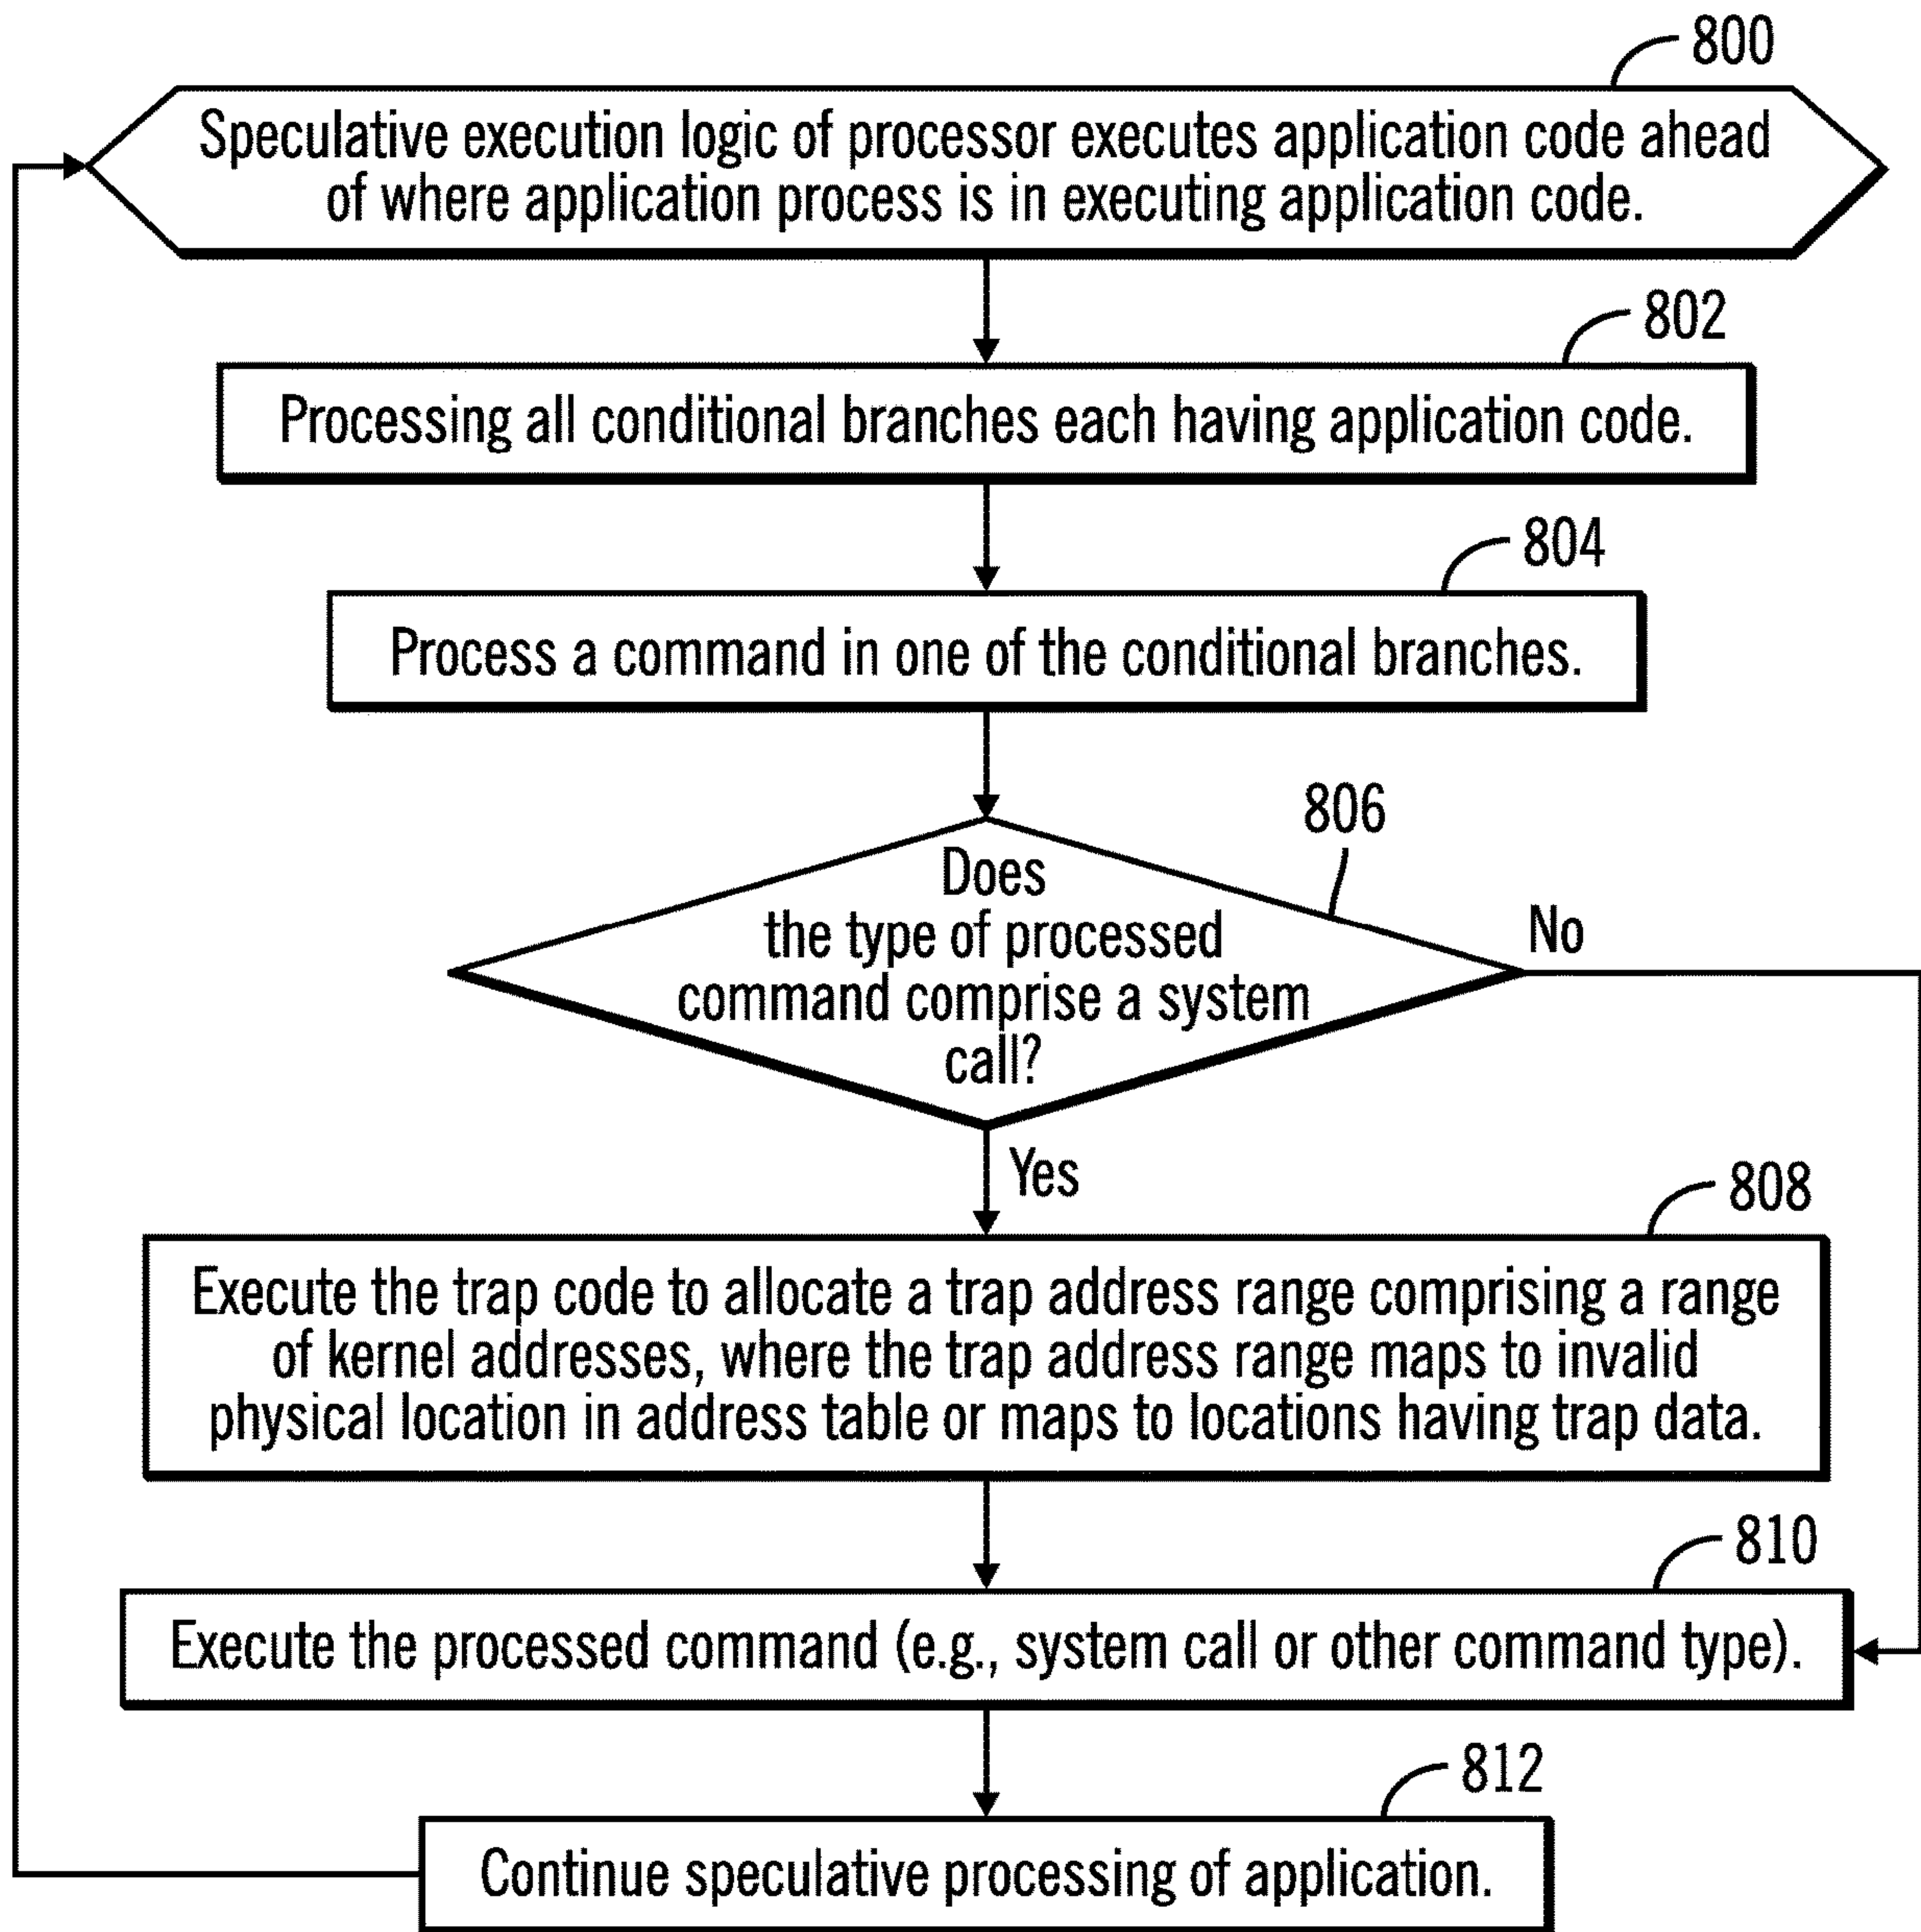 800
Speculative execution logic of processor executes application code ahead
of where application process is in executing application code.
802
Processing all conditional branches each having application code.
804
Process a command in one of the conditional branches.
806
Does
the type of processed
command comprise a system
call?
No
Yes
808
Execute the trap code to allocate a trap address range comprising a range
of kernel addresses, where the trap address range maps to invalid
physical location in address table or maps to locations having trap data.
810
Execute the processed command (e.g., system call or other command type).
812
Continue speculative processing of application.